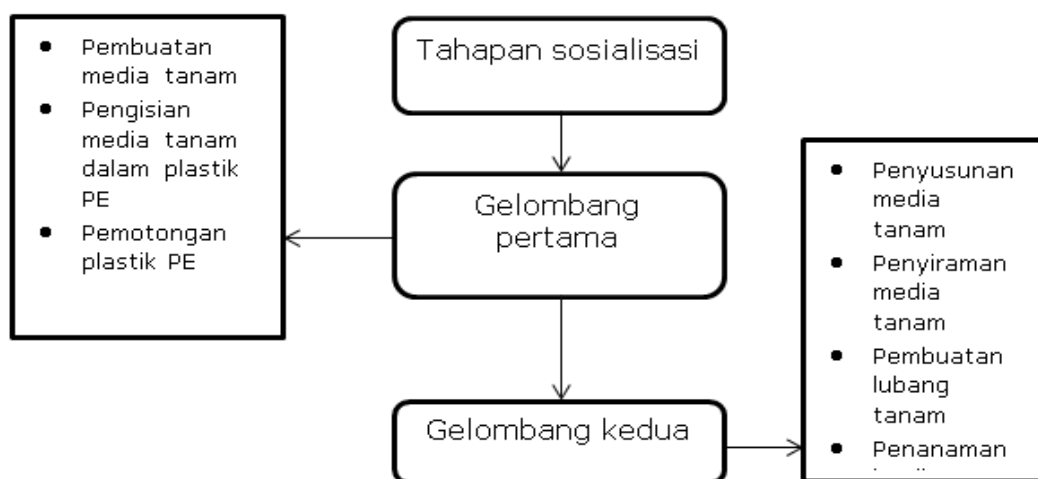 Tahapan sosialisasi
Gelombang
pertama
Gelombang kedua
● Pembuatan
media tanam
● Pengisian
media tanam
dalam plastik
PE
● Pemotongan
plastik PE
● Penyusunan
media
tanam
● Penyiraman
media
tanam
● Pembuatan
lubang
tanam
● Penanaman